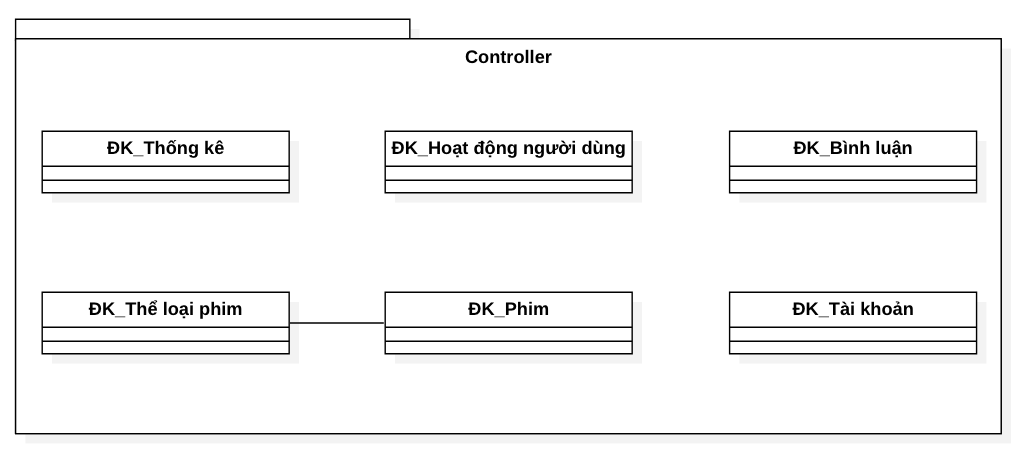 Controller
ĐK_Thống kê
ĐK_Hoạt động người dùng
ĐK_Bình luận
ĐK_Thể loại phim
ĐK_Phim
ĐK_Tài khoản